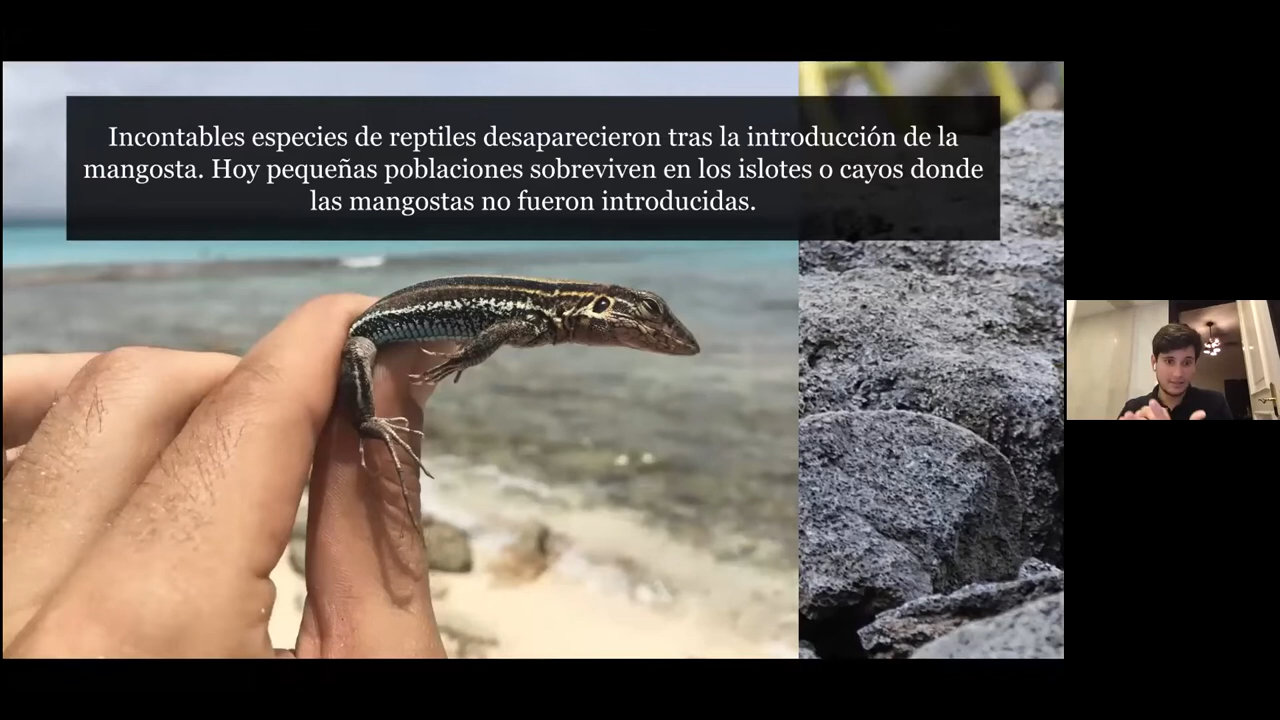 Incontables especies de reptiles desaparecieron tras la introducción de la
mangosta. Hoy pequeñas poblaciones sobreviven en los islotes o cayos donde
las mangostas no fueron introducidas.